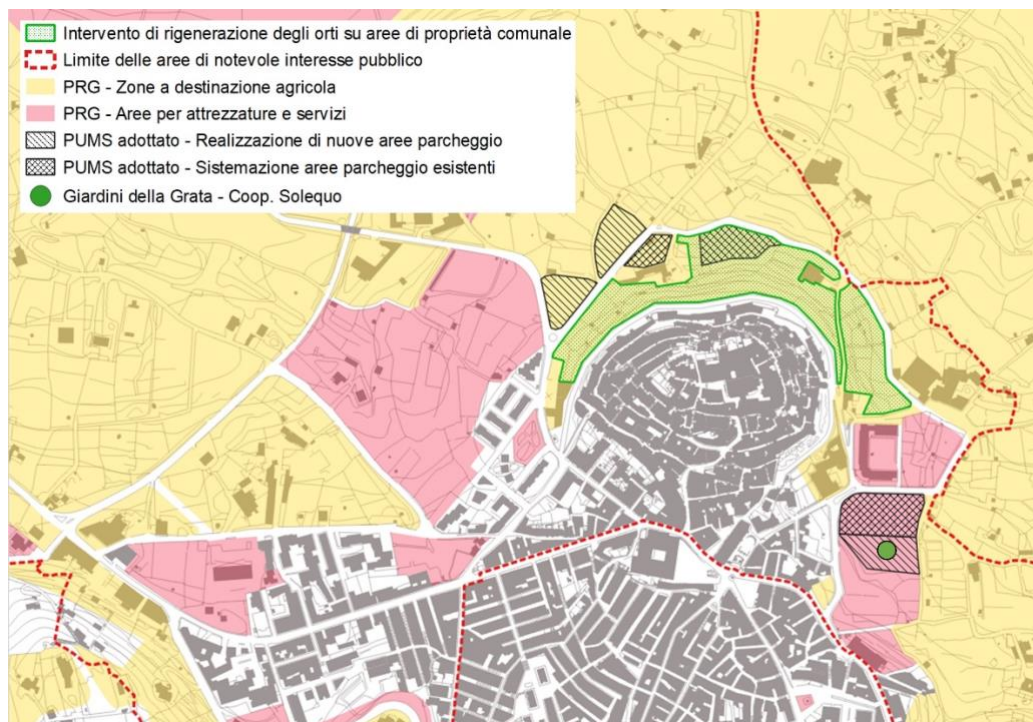 Intervento di rigenerazione degli orti su aree di proprietà comunale
Limite delle aree di notevole interesse pubblico
PRG - Zone a destinazione agricola
PRG - Aree per attrezzature e servizi
PUMS adottato - Realizzazione di nuove aree parcheggio
PUMS adottato - Sistemazione aree parcheggio esistenti
Giardini della Grata - Coop. Solequo